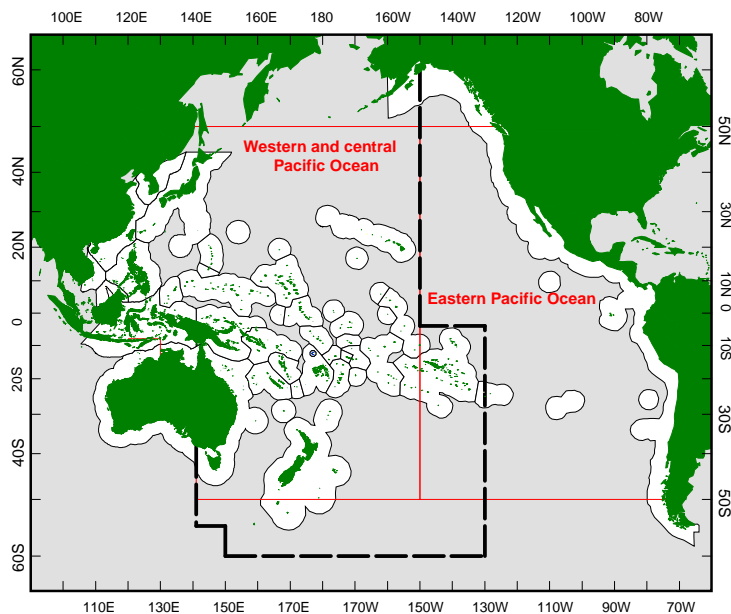 100E 120E 140E 160E 180 160W 140W 120W 100W 80W
60N
50N
Western and central
Pacific Ocean
40N
30N
20N
10N
Eastern Pacific Ocean
0
0
10S
20S
30S
40S
50S
60S
110E 130E 150E 170E 170W 150W 130W 110W 90W 70W